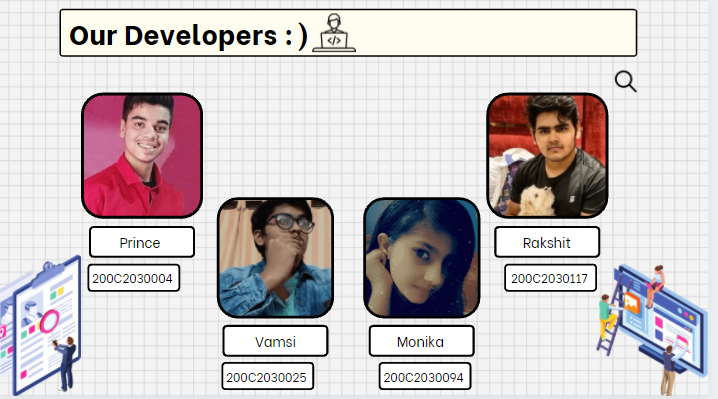 Our Developers : )
</>
Prince
200C2030004
Rakshit
200C2030117
Vamsi
200C2030025
Monika
200C2030094